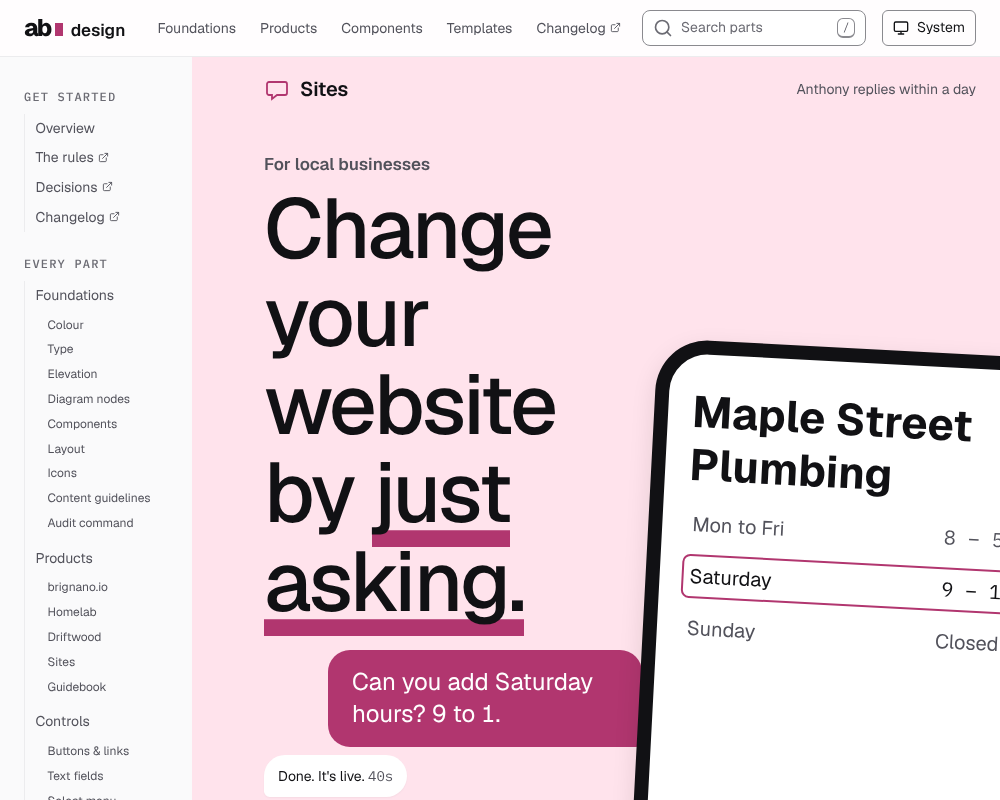 ab design
Foundations
Products
Components
Templates
Changelog
Search parts
/
System
GET STARTED
Overview
The rules
Decisions
Changelog
EVERY PART
Foundations
Colour
Type
Elevation
Diagram nodes
Components
Layout
Icons
Content guidelines
Audit command
Products
brignano.io
Homelab
Driftwood
Sites
Guidebook
Controls
Buttons & links
Text fields
Select menu
Sites
Anthony replies within a day
For local businesses
Change
your
website
by just
asking.
Can you add Saturday
hours? 9 to 1.
Done. It's live. 40s
Maple Street
Plumbing
Mon to Fri
8 – 5
Saturday
9 – 1
Sunday
Closed